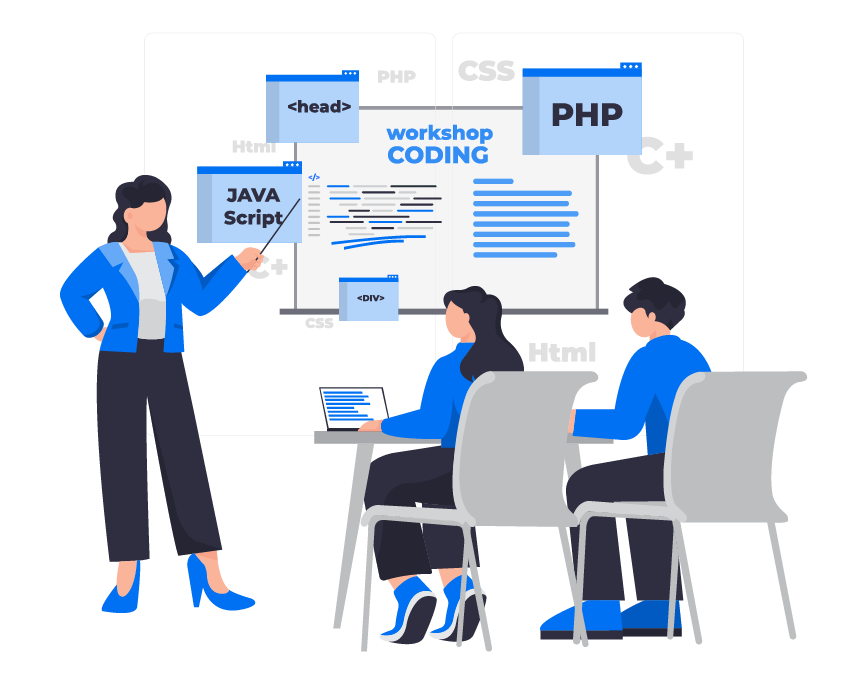 PHP
CSS
<head>
PHP
workshop
CODING
Html
C+
JAVA
Script
</>
C+
<DIV>
CSS
Html